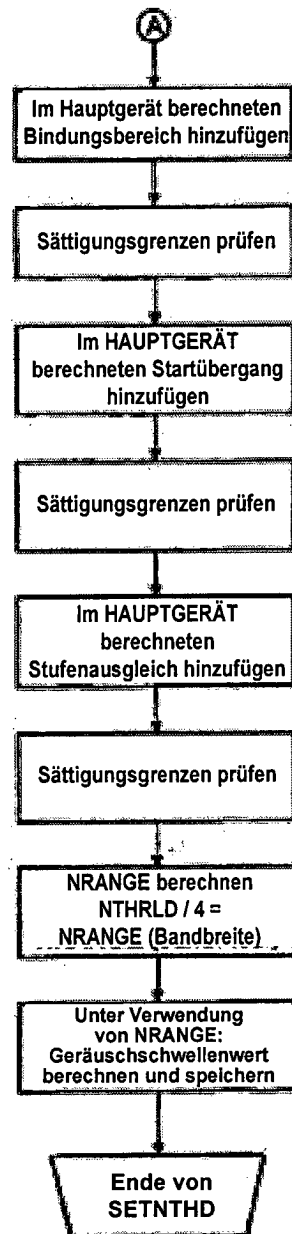 A
Im Hauptgerät berechneten
Bindungsbereich hinzufügen
Sättigungsgrenzen prüfen
Im HAUPTGERÄT
berechneten Startübergang
hinzufügen
Sättigungsgrenzen prüfen
Im HAUPTGERÄT
berechneten
Stufenausgleich hinzufügen
Sättigungsgrenzen prüfen
NRANGE berechnen
NTHRLD / 4 =
NRANGE (Bandbreite)
Unter Verwendung
von NRANGE:
Geräuschschwellenwert
berechnen und speichern
Ende von
SETNTHD